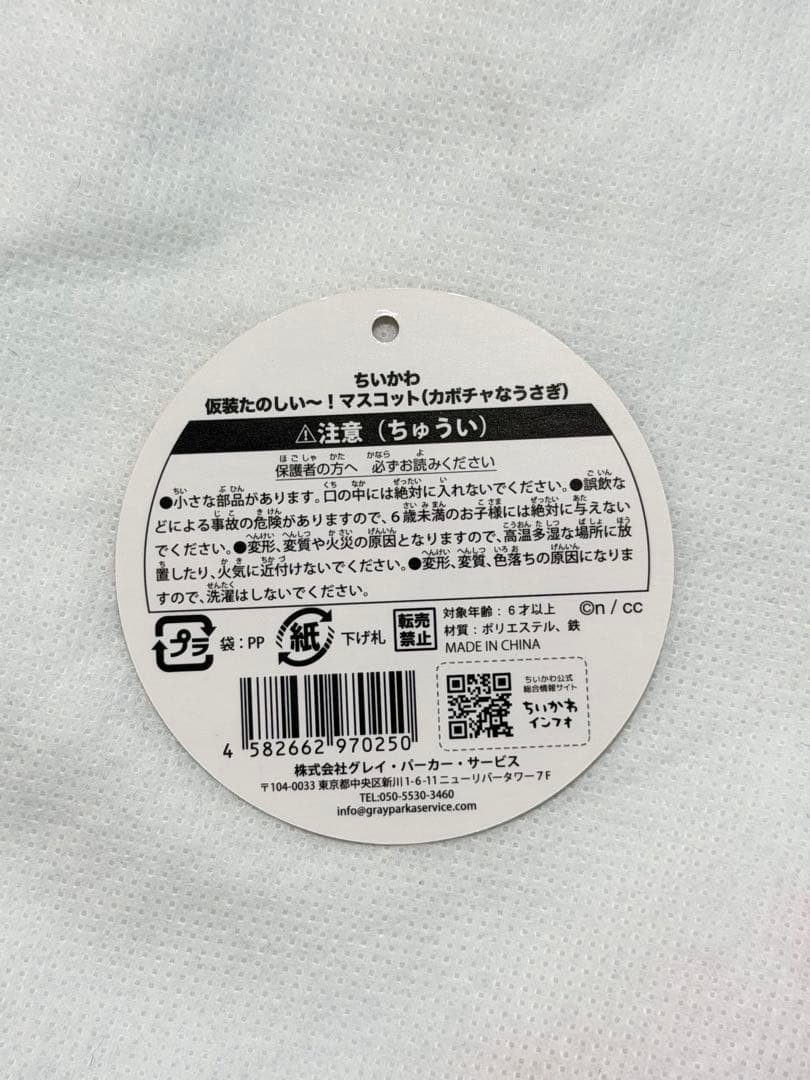 ちいかわ
仮装たのしい〜！マスコット（カボチャなうさぎ）
⚠注意（ちゅうい）
保護者の方へ 必ずお読みください
●小さな部品があります。口の中には絶対に入れないでください。●誤飲な
どによる事故の危険がありますので、6歳未満のお子様には絶対に与えない
でください。●変形、変質や火災の原因となりますので、高温多湿な場所に放
置したり、火気に近付けないでください。●変形、変質、色落ちの原因になりま
すので、洗濯はしないでください。
プラ 袋：PP 紙 下げ札 転売禁止
対象年齢：6才以上 ©n / cc
材質：ポリエステル、鉄
MADE IN CHINA
ちいかわ公式
総合情報サイト
ちいかわ
インフォ
4 582662 970250
株式会社グレイ・パーカー・サービス
〒104-0033 東京都中央区新川1-6-11 ニューリバータワー7F
TEL:050-5530-3460
info@grayparkaservice.com